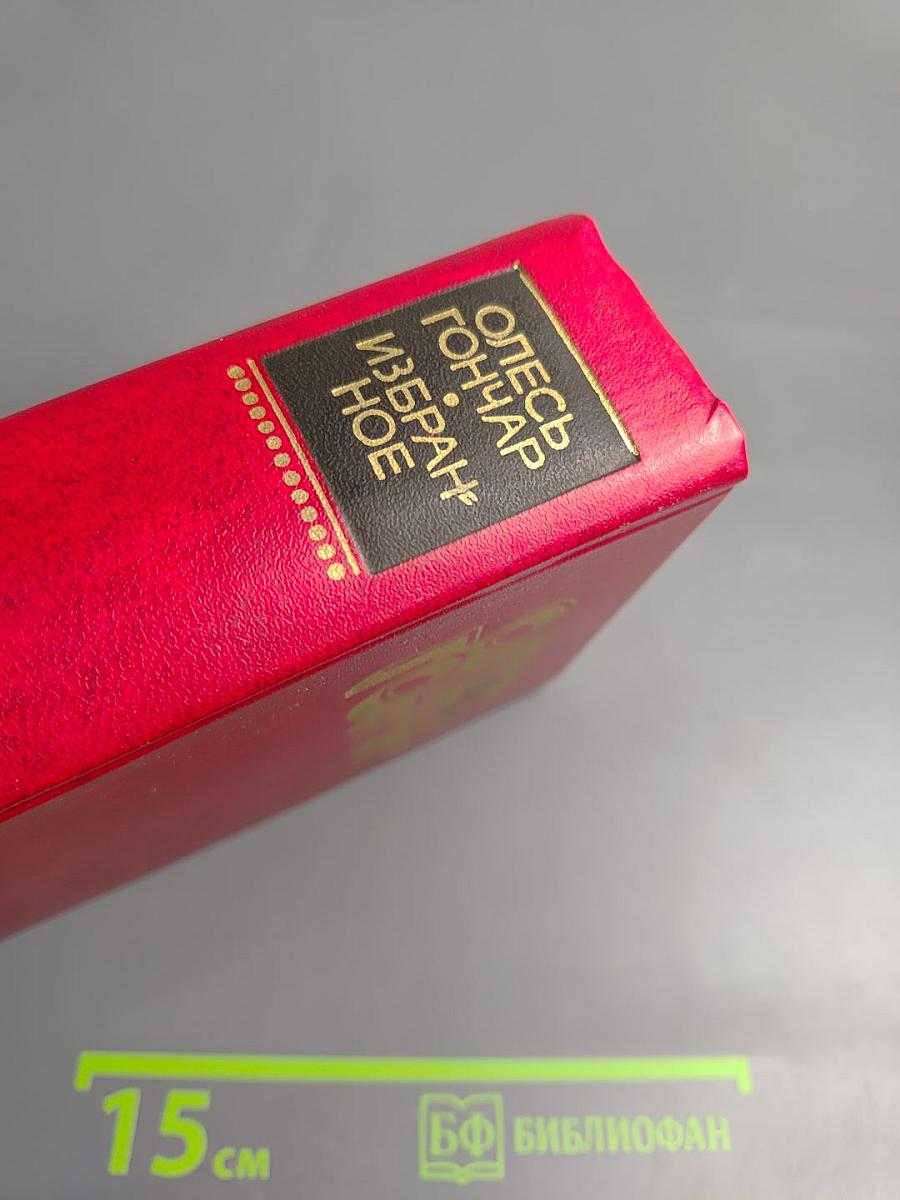 ОЛЕСЬ
ГОНЧАР
•
ИЗБРАН-
НОЕ
15 см
БФ БИБЛИОФАН